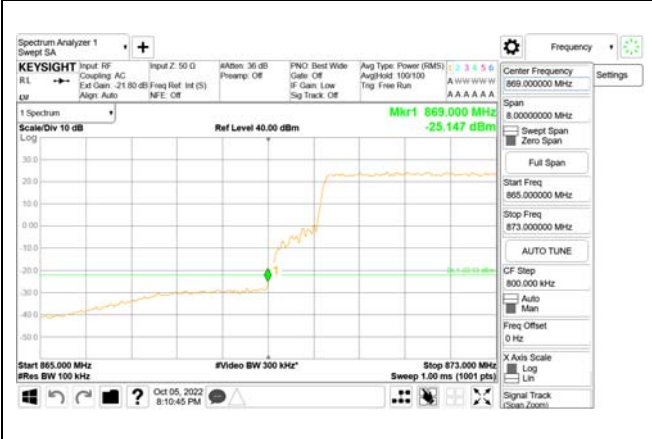 Spectrum Analyzer 1
Swept SA
+
Frequency
KEYSIGHT
RL
Input: RF
Coupling: AC
Ext Gain: -21.80 dB
Align: Auto
Input Z: 50 Ω
Freq Ref: Int (S)
NFE: Off
#Atten: 36 dB
Preamp: Off
PNO: Best Wide
Gate: Off
IF Gain: Low
Sig Track: Off
Avg Type: Power (RMS)
Avg|Hold: 100/100
Trig: Free Run
1 2 3 4 5 6
A W W W W W
A A A A A A
1 Spectrum
Scale/Div 10 dB
Log
Ref Level 40.00 dBm
Mkr1 869.000 MHz
-25.147 dBm
30.0
20.0
10.0
0.00
-10.0
-20.0
-30.0
-40.0
-50.0
1
Start 865.000 MHz
#Res BW 100 kHz
#Video BW 300 kHz*
Stop 873.000 MHz
Sweep 1.00 ms (1001 pts)
?
Oct 05, 2022
8:10:45 PM
Center Frequency
869.000000 MHz
Settings
Span
8.00000000 MHz
Swept Span
Zero Span
Full Span
Start Freq
865.000000 MHz
Stop Freq
873.000000 MHz
AUTO TUNE
CF Step
800.000 kHz
Auto
Man
Freq Offset
0 Hz
X Axis Scale
Log
Lin
Signal Track
(Span Zoom)